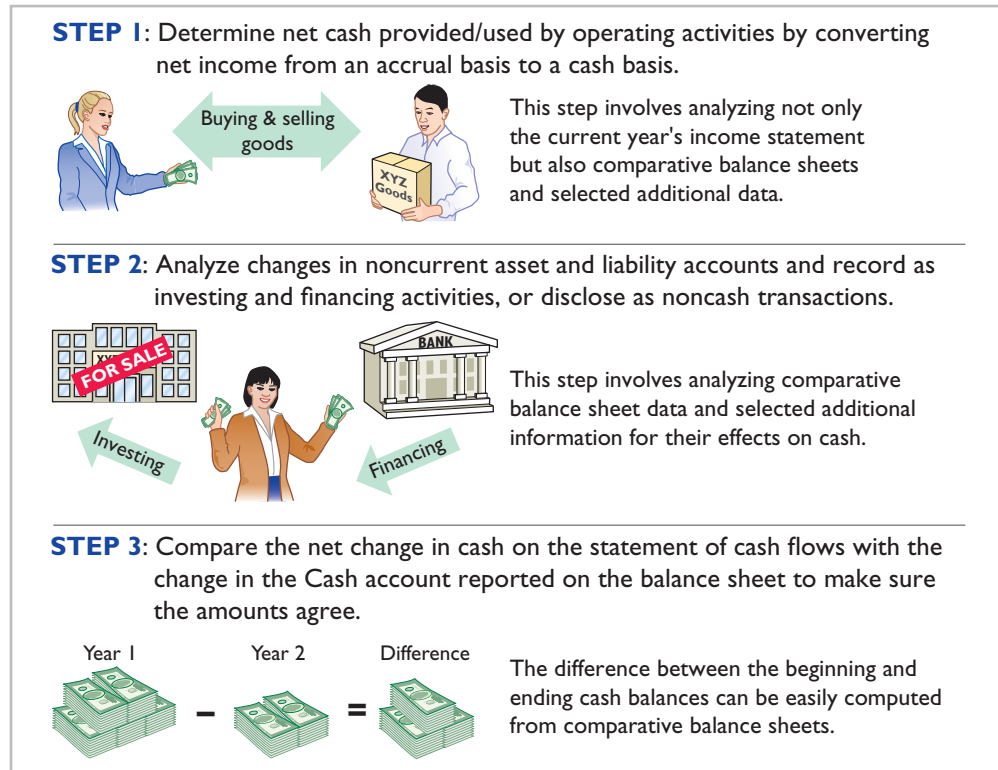 STEP 1: Determine net cash provided/used by operating activities by converting
net income from an accrual basis to a cash basis.
Buying & selling
goods
XYZ
Goods
This step involves analyzing not only
the current year's income statement
but also comparative balance sheets
and selected additional data.
STEP 2: Analyze changes in noncurrent asset and liability accounts and record as
investing and financing activities, or disclose as noncash transactions.
FOR SALE
BANK
Investing
Financing
This step involves analyzing comparative
balance sheet data and selected additional
information for their effects on cash.
STEP 3: Compare the net change in cash on the statement of cash flows with the
change in the Cash account reported on the balance sheet to make sure
the amounts agree.
Year 1
Year 2
Difference
–
=
The difference between the beginning and
ending cash balances can be easily computed
from comparative balance sheets.